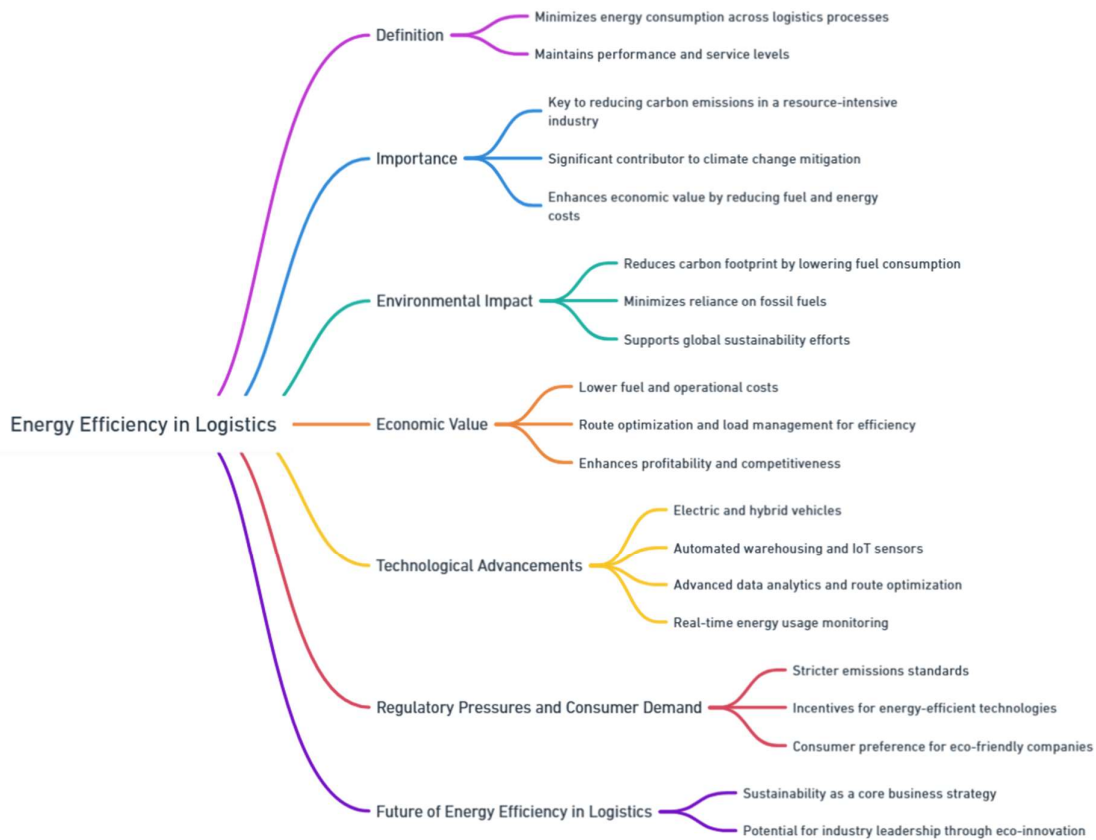 Energy Efficiency in Logistics
Definition
Minimizes energy consumption across logistics processes
Maintains performance and service levels
Importance
Key to reducing carbon emissions in a resource-intensive
industry
Significant contributor to climate change mitigation
Enhances economic value by reducing fuel and energy
costs
Environmental Impact
Reduces carbon footprint by lowering fuel consumption
Minimizes reliance on fossil fuels
Supports global sustainability efforts
Economic Value
Lower fuel and operational costs
Route optimization and load management for efficiency
Enhances profitability and competitiveness
Technological Advancements
Electric and hybrid vehicles
Automated warehousing and IoT sensors
Advanced data analytics and route optimization
Real-time energy usage monitoring
Regulatory Pressures and Consumer Demand
Stricter emissions standards
Incentives for energy-efficient technologies
Consumer preference for eco-friendly companies
Future of Energy Efficiency in Logistics
Sustainability as a core business strategy
Potential for industry leadership through eco-innovation